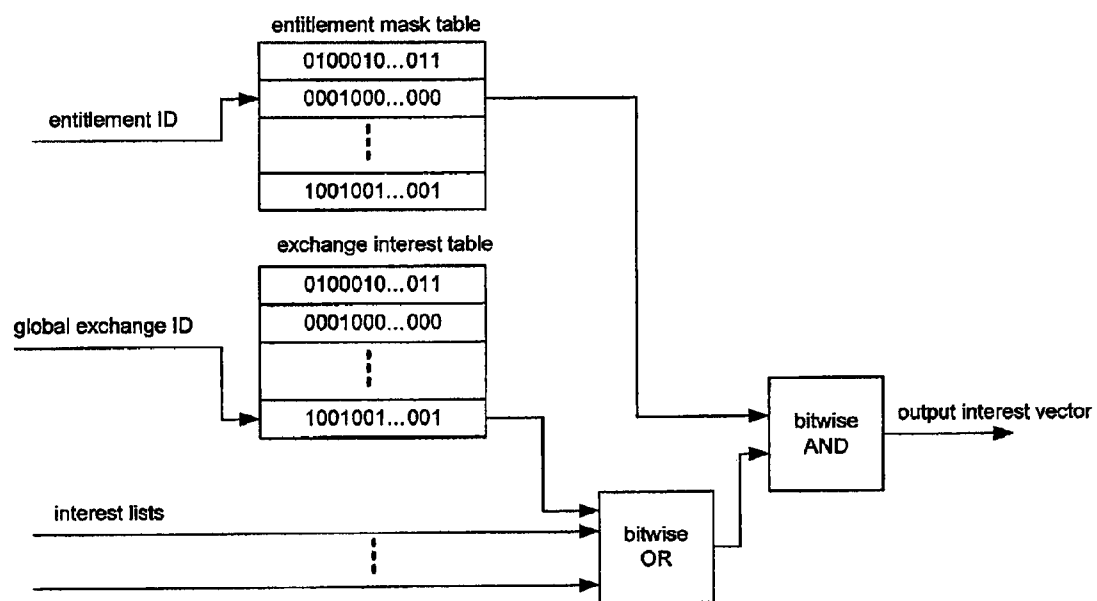 entitlement mask table
0100010...011
0001000...000
1001001...001
entitlement ID
exchange interest table
0100010...011
0001000...000
1001001...001
global exchange ID
interest lists
bitwise
OR
bitwise
AND
output interest vector